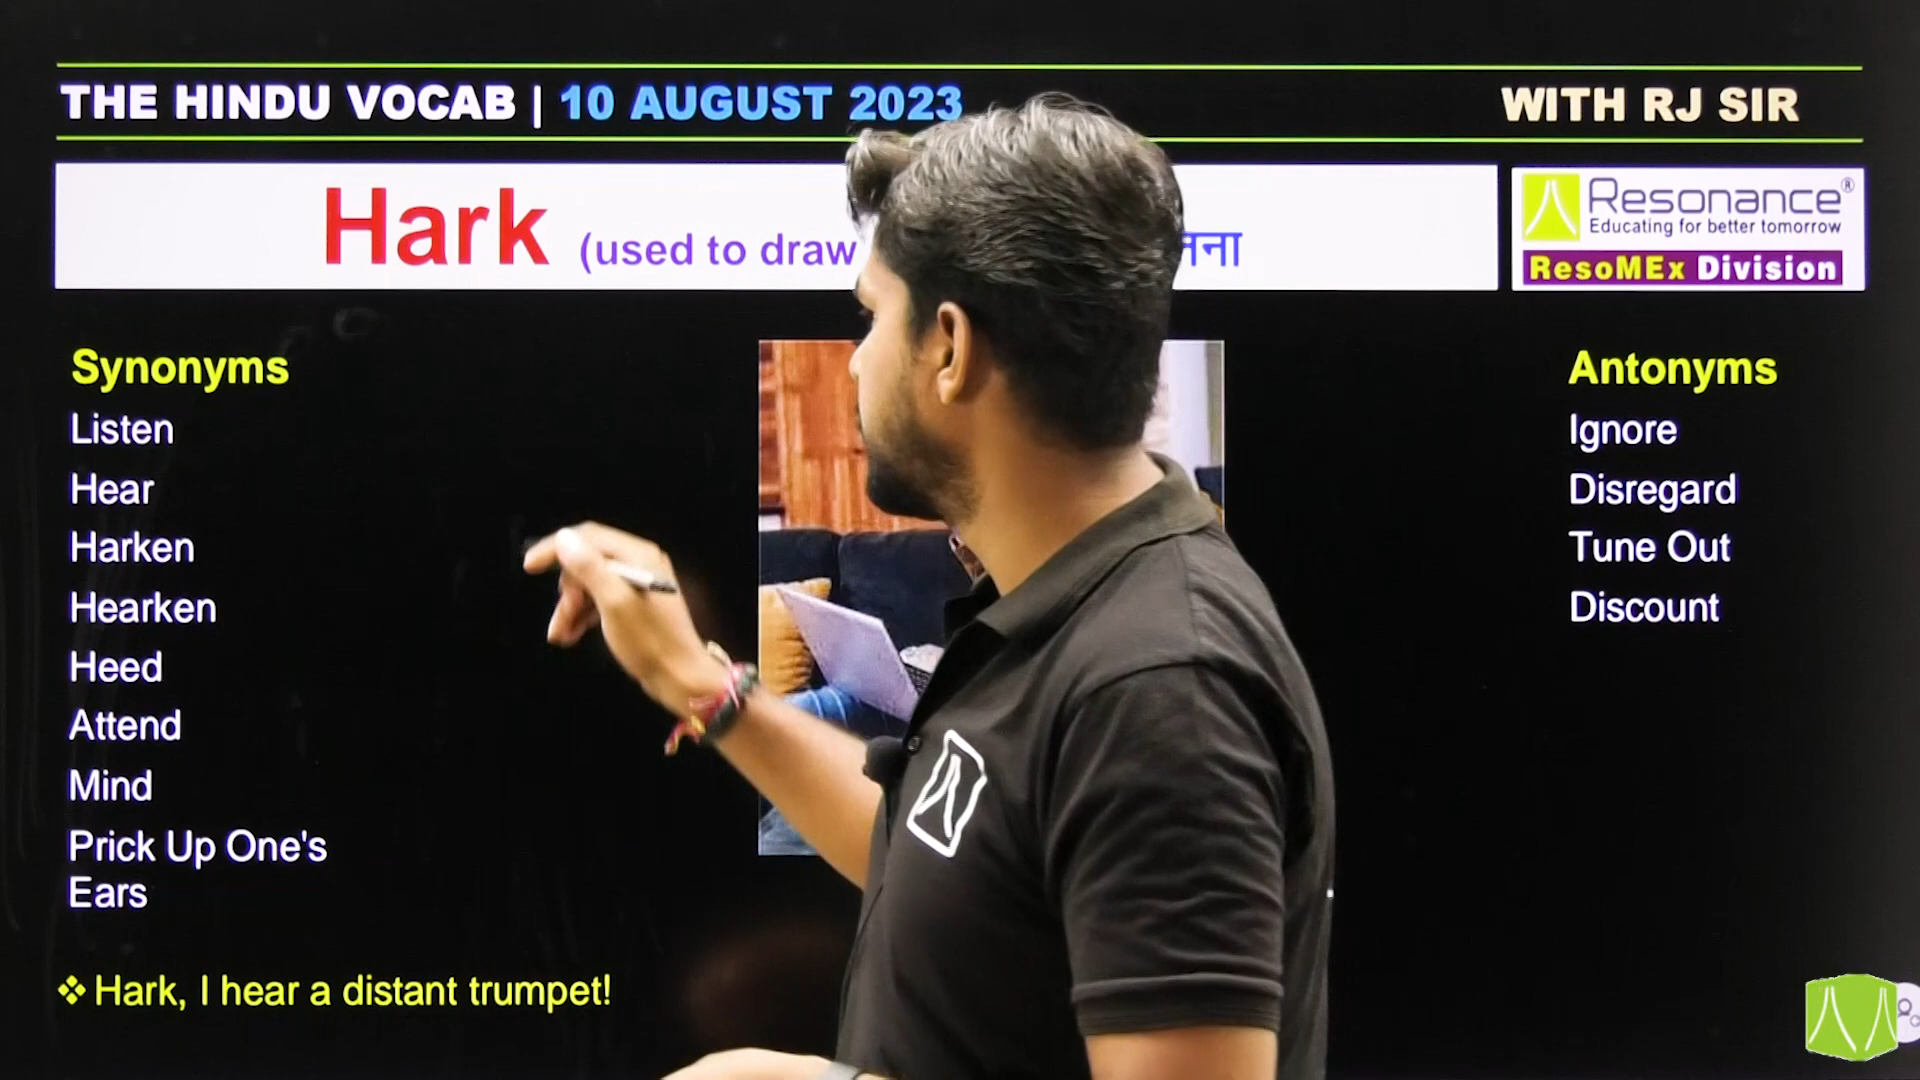 THE HINDU VOCAB | 10 AUGUST 2023
WITH RJ SIR
Hark (used to draw
Resonance®
Educating for better tomorrow
ResoMEx Division
Synonyms
Listen
Hear
Harken
Hearken
Heed
Attend
Mind
Prick Up One's
Ears
Antonyms
Ignore
Disregard
Tune Out
Discount
❖ Hark, I hear a distant trumpet!